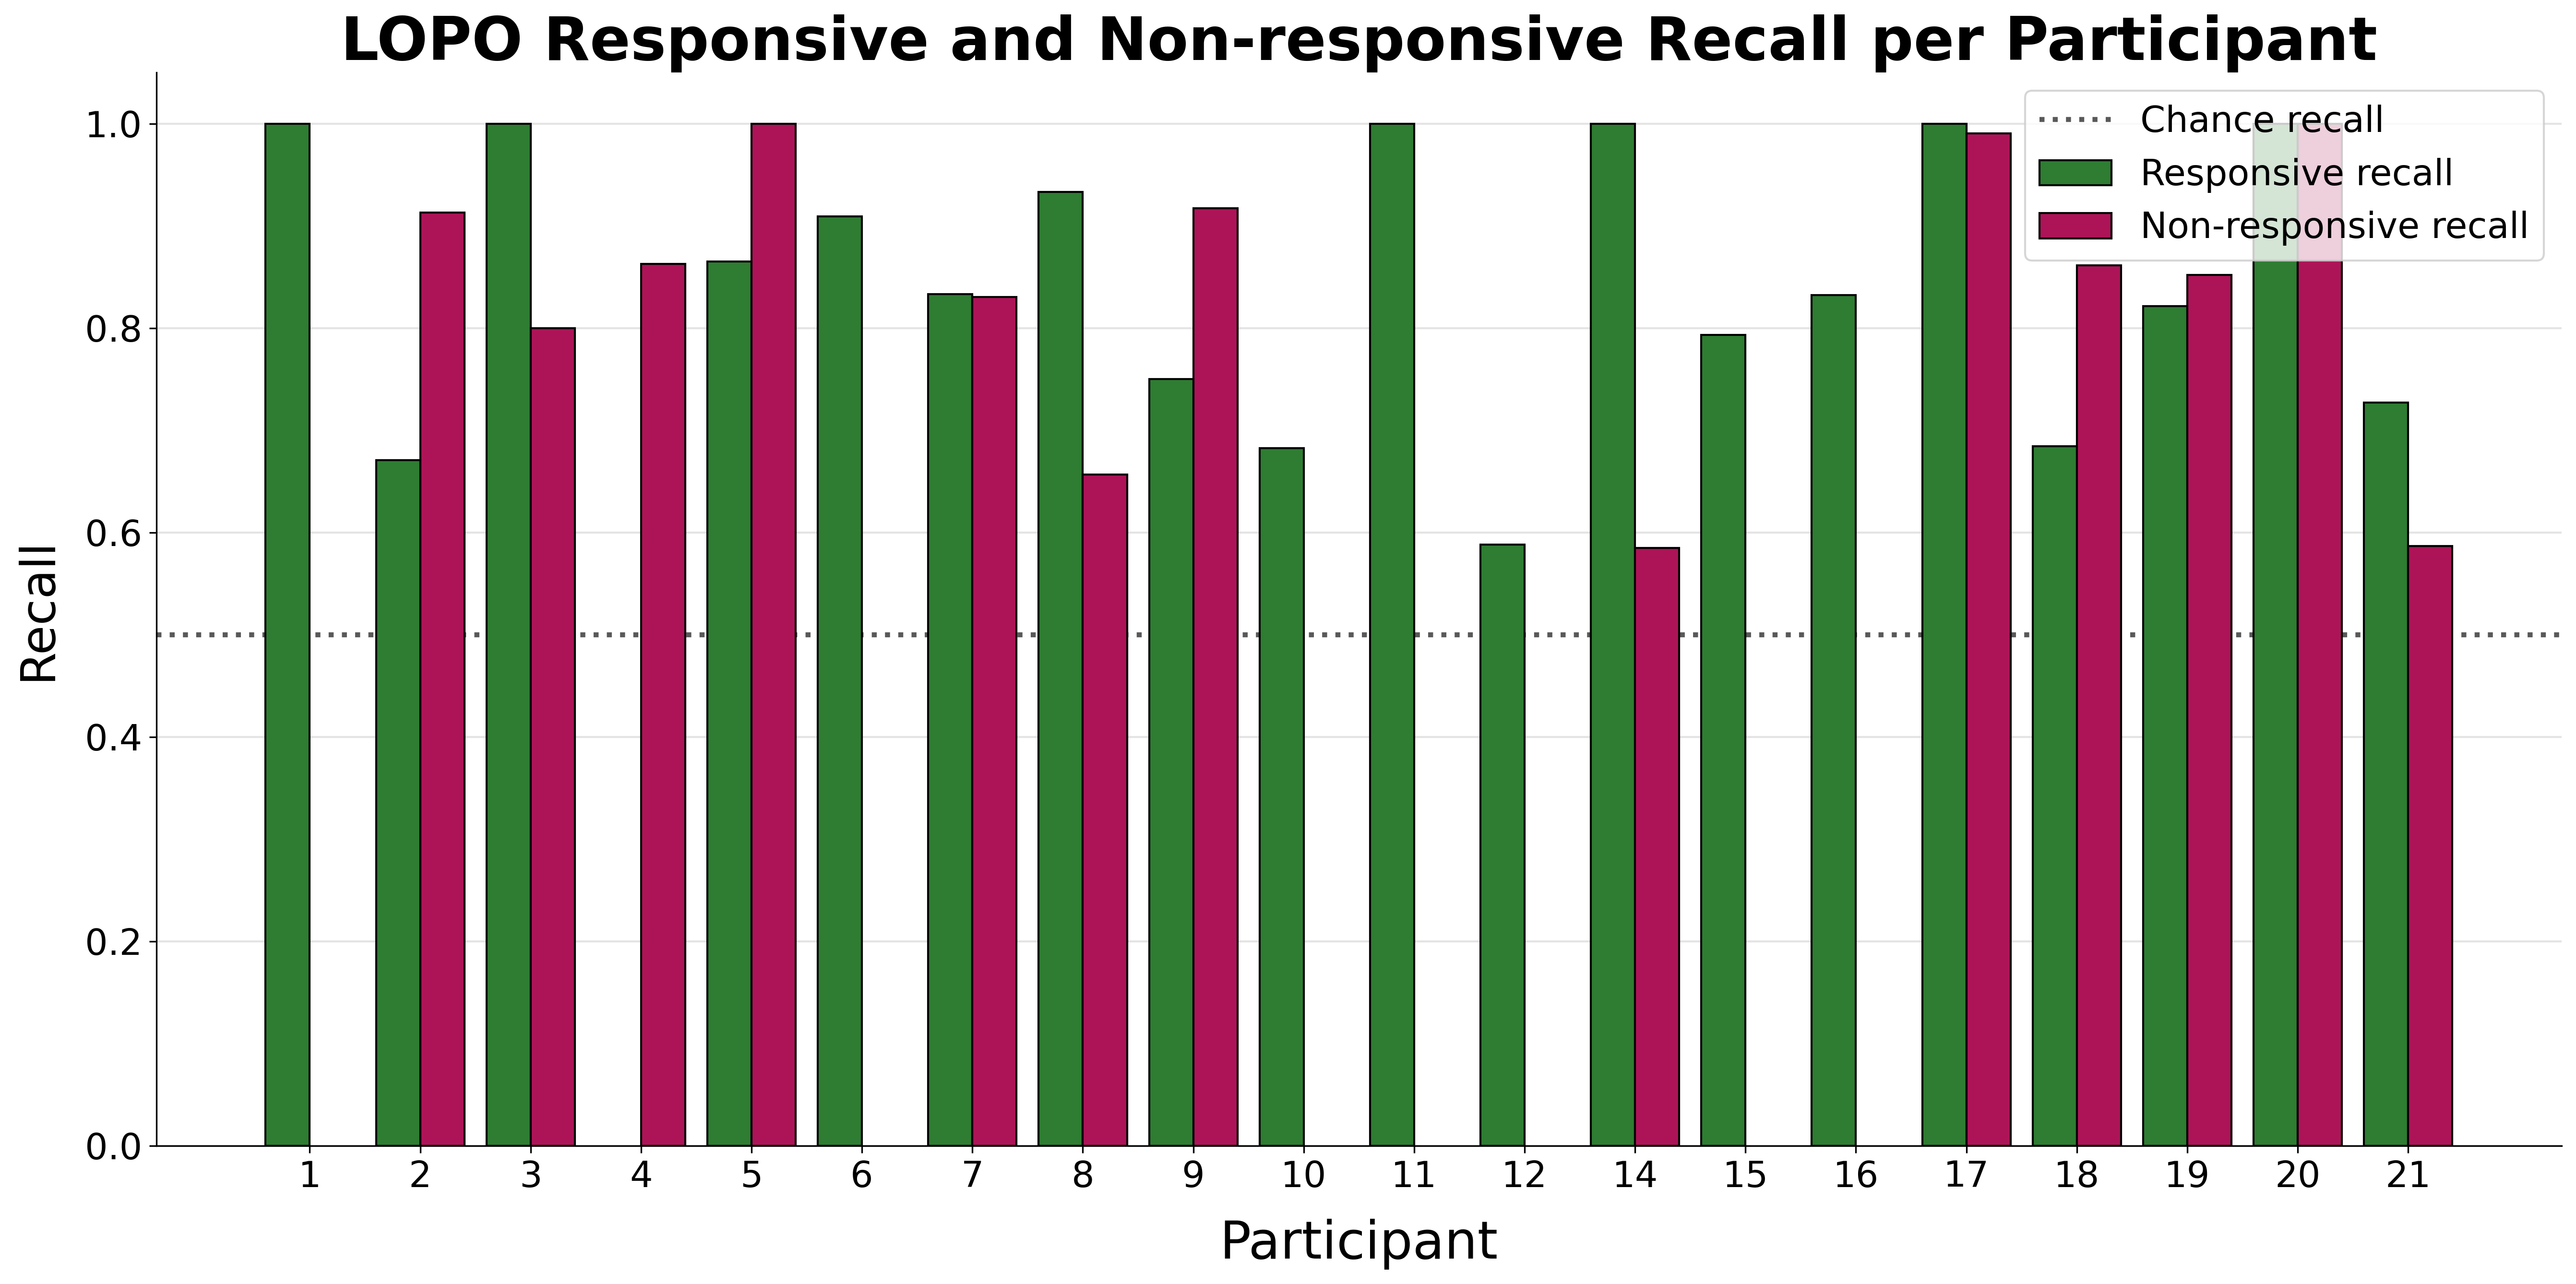 LOPO Responsive and Non-responsive Recall per Participant
Chance recall
Responsive recall
Non-responsive recall
1.0
0.8
0.6
0.4
0.2
0.0
Recall
1 2 3 4 5 6 7 8 9 10 11 12 14 15 16 17 18 19 20 21
Participant